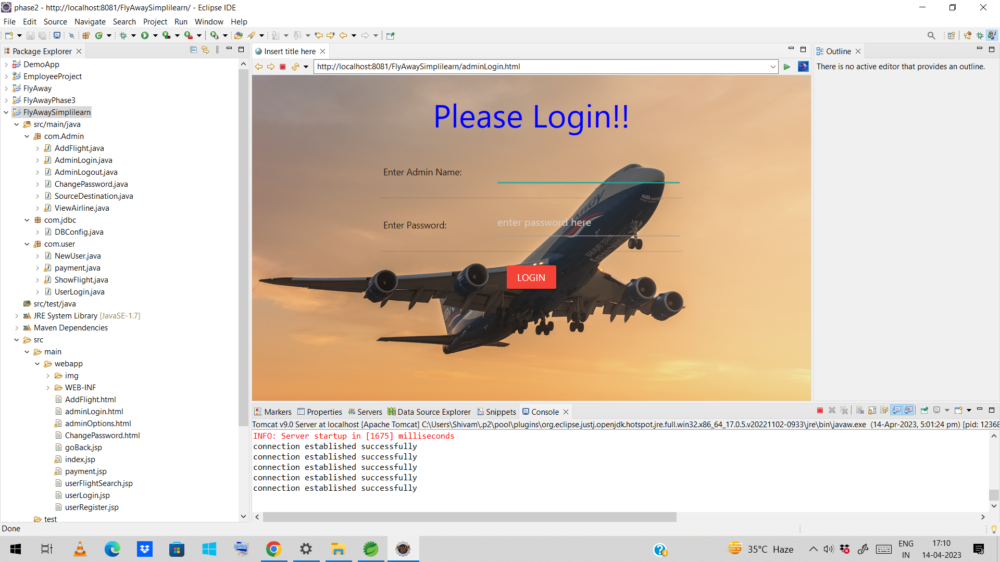 phase2 - http://localhost:8081/FlyAwaySimplilearn/ - Eclipse IDE
File Edit Source Navigate Search Project Run Window Help
Package Explorer
DemoApp
EmployeeProject
FlyAway
FlyAwayPhase3
FlyAwaySimplilearn
src/main/java
com.Admin
AddFlight.java
AdminLogin.java
AdminLogout.java
ChangePassword.java
SourceDestination.java
ViewAirline.java
com.jdbc
DBConfig.java
com.user
NewUser.java
payment.java
ShowFlight.java
UserLogin.java
src/test/java
JRE System Library [JavaSE-1.7]
Maven Dependencies
src
main
webapp
img
WEB-INF
AddFlight.html
adminLogin.html
adminOptions.html
ChangePassword.html
goBack.jsp
index.jsp
payment.jsp
userFlightSearch.jsp
userLogin.jsp
userRegister.jsp
test
Insert title here
http://localhost:8081/FlyAwaySimplilearn/adminLogin.html
Please Login!!
Enter Admin Name:
Enter Password:
enter password here
LOGIN
Outline
There is no active editor that provides an outline.
Markers Properties Servers Data Source Explorer Snippets Console
Tomcat v9.0 Server at localhost [Apache Tomcat] C:\Users\Shivam\.p2\pool\plugins\org.eclipse.justj.openjdk.hotspot.jre.full.win32.x86_64_17.0.5.v20221102-0933\jre\bin\javaw.exe (14-Apr-2023, 5:01:24 pm) [pid: 12368
INFO: Server startup in [1675] milliseconds
connection established successfully
connection established successfully
connection established successfully
connection established successfully
connection established successfully
Done
35°C Haze
ENG
IN
17:10
14-04-2023